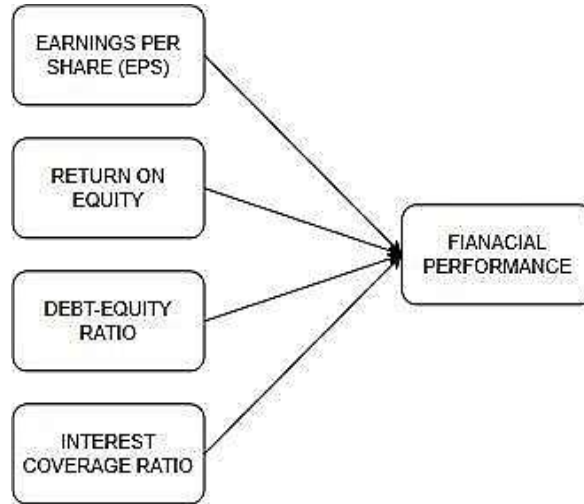 EARNINGS PER
SHARE (EPS)
RETURN ON
EQUITY
DEBT-EQUITY
RATIO
INTEREST
COVERAGE RATIO
FIANACIAL
PERFORMANCE